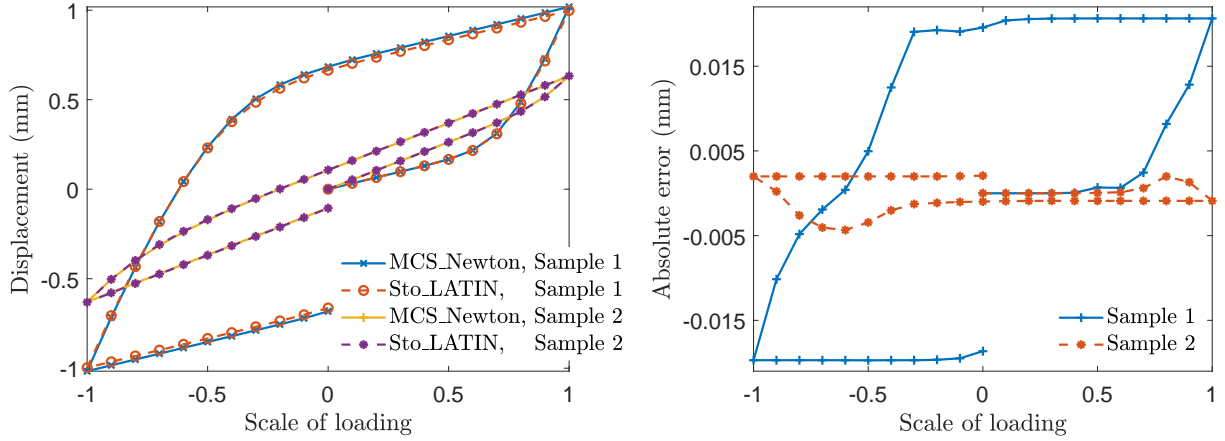 1
0.5
0
-0.5
-1
-1
-0.5
0
0.5
1
Displacement (mm)
Scale of loading
MCS_Newton, Sample 1
Sto_LATIN, Sample 1
MCS_Newton, Sample 2
Sto_LATIN, Sample 2
0.015
0.005
-0.005
-0.015
-1
-0.5
0
0.5
1
Absolute error (mm)
Scale of loading
Sample 1
Sample 2